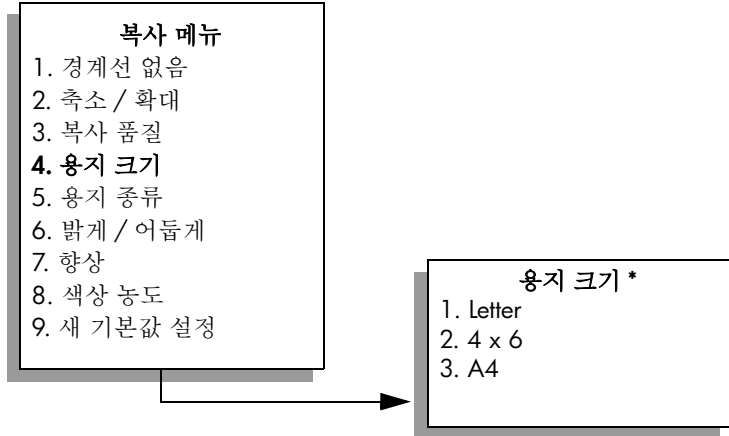 복사 메뉴
1. 경계선 없음
2. 축소 / 확대
3. 복사 품질
4. 용지 크기
5. 용지 종류
6. 밝게 / 어둡게
7. 향상
8. 색상 농도
9. 새 기본값 설정
용지 크기 *
1. Letter
2. 4 x 6
3. A4